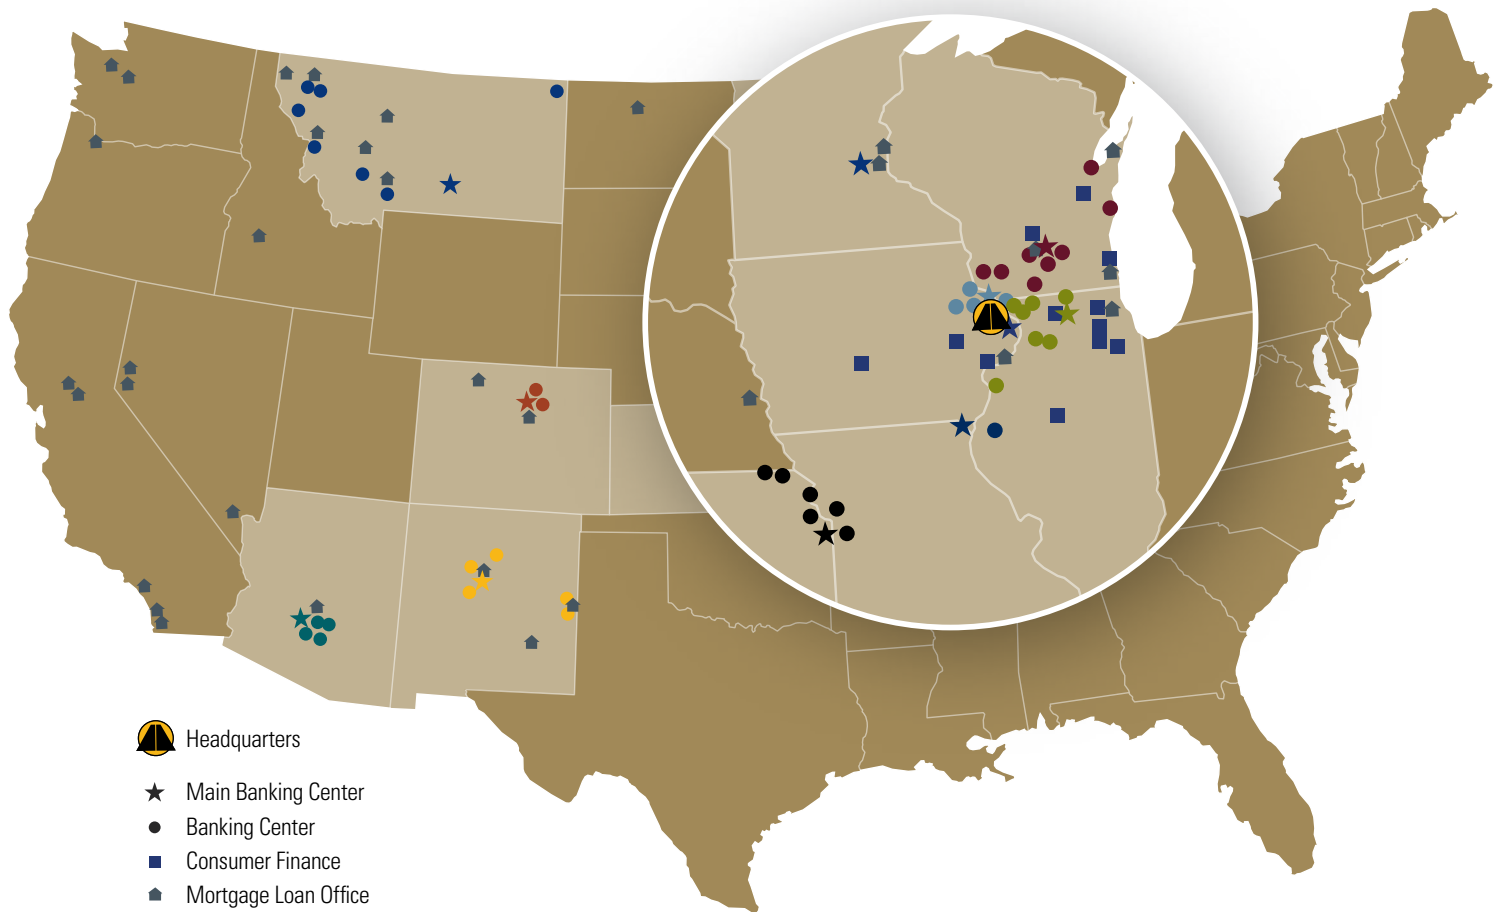 Headquarters
Main Banking Center
Banking Center
Consumer Finance
Mortgage Loan Office